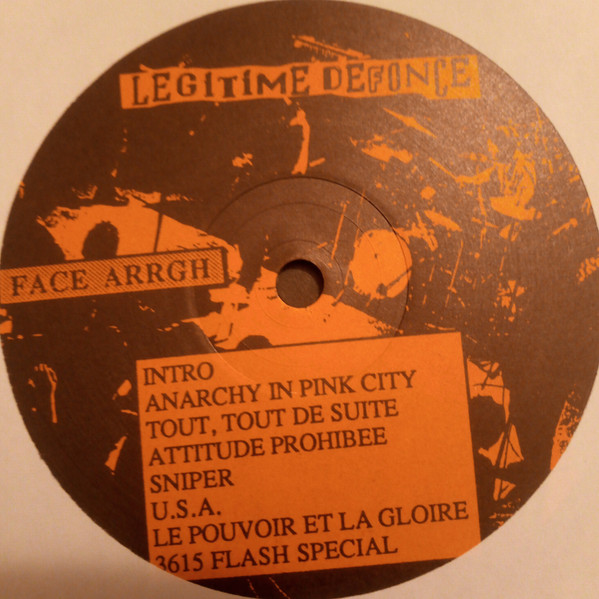 LEGITIME DEFONCE
FACE ARRGH
INTRO
ANARCHY IN PINK CITY
TOUT, TOUT DE SUITE
ATTITUDE PROHIBEE
SNIPER
U.S.A.
LE POUVOIR ET LA GLOIRE
3615 FLASH SPECIAL